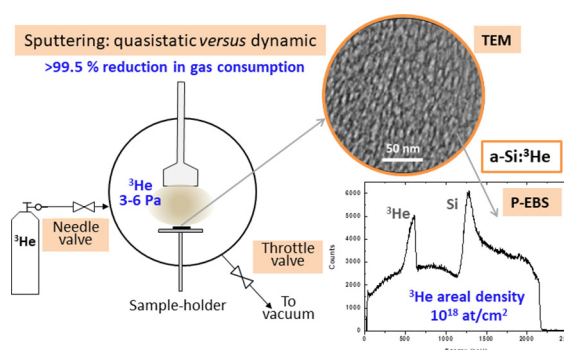 Sputtering: quasistatic versus dynamic
>99.5 % reduction in gas consumption
TEM
50 nm
a-Si:³He
P-EBS
³He
3-6 Pa
Needle
valve
³He
Throttle
valve
Sample-holder
To
vacuum
³He
Si
³He areal density
10¹⁸ at/cm²
Counts
6000
5000
4000
3000
2000
1000
0
0
500
1000
1500
2000